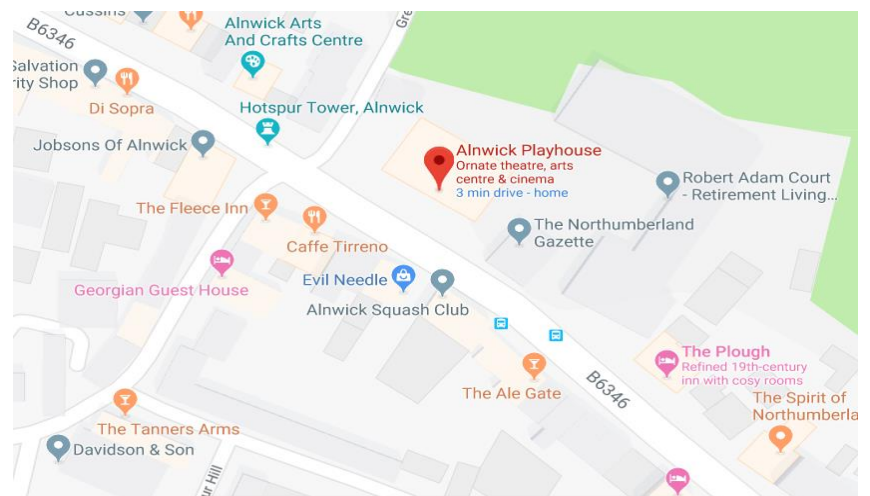 Cussins
B6346
Alnwick Arts
And Crafts Centre
Gre
Salvation
rity Shop
Di Sopra
Hotspur Tower, Alnwick
Jobsons Of Alnwick
Alnwick Playhouse
Ornate theatre, arts
centre & cinema
3 min drive - home
Robert Adam Court
- Retirement Living...
The Fleece Inn
Caffe Tirreno
The Northumberland
Gazette
Georgian Guest House
Evil Needle
Alnwick Squash Club
The Plough
Refined 19th-century
inn with cosy rooms
The Ale Gate
B6346
The Spirit of
Northumberla
The Tanners Arms
Davidson & Son
ur Hill